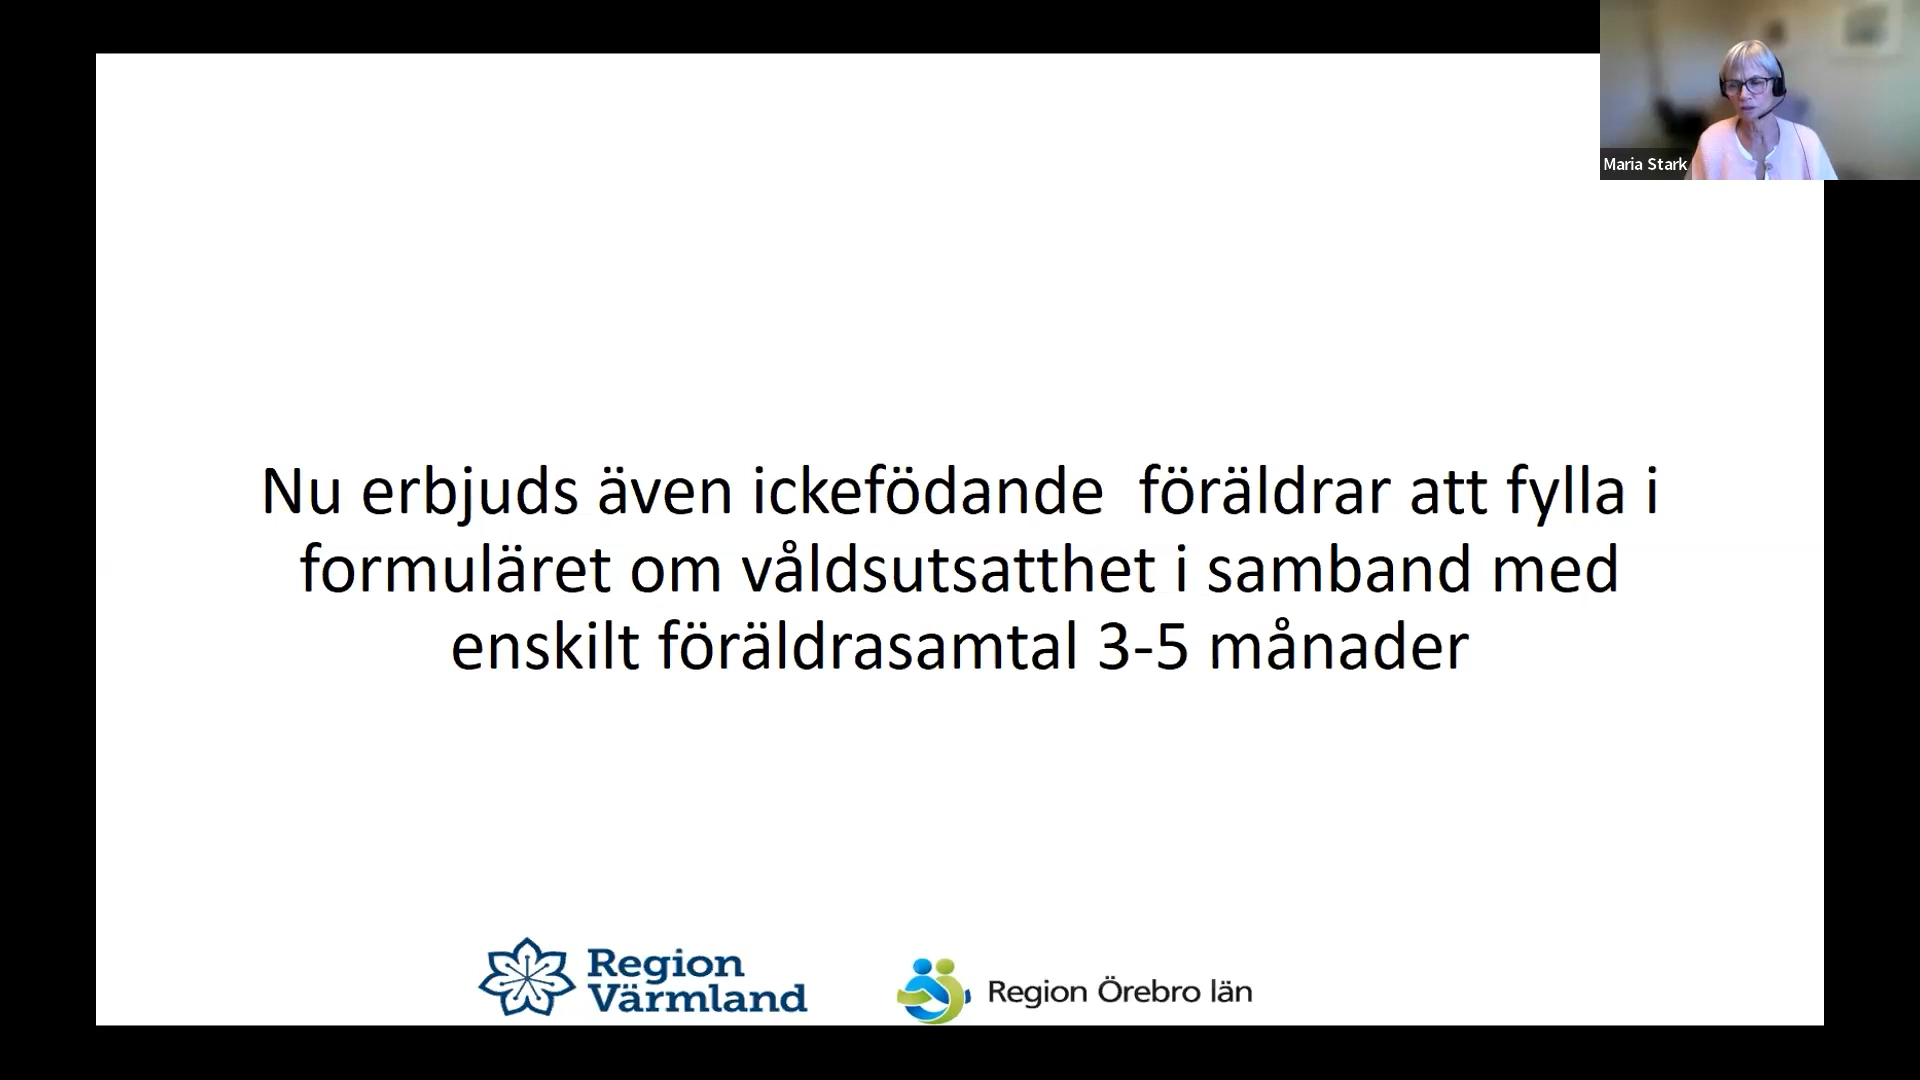 Maria Stark
Nu erbjuds även ickefödande  föräldrar att fylla i
formuläret om våldsutsatthet i samband med
enskilt föräldrasamtal 3-5 månader
Region
Värmland
Region Örebro län